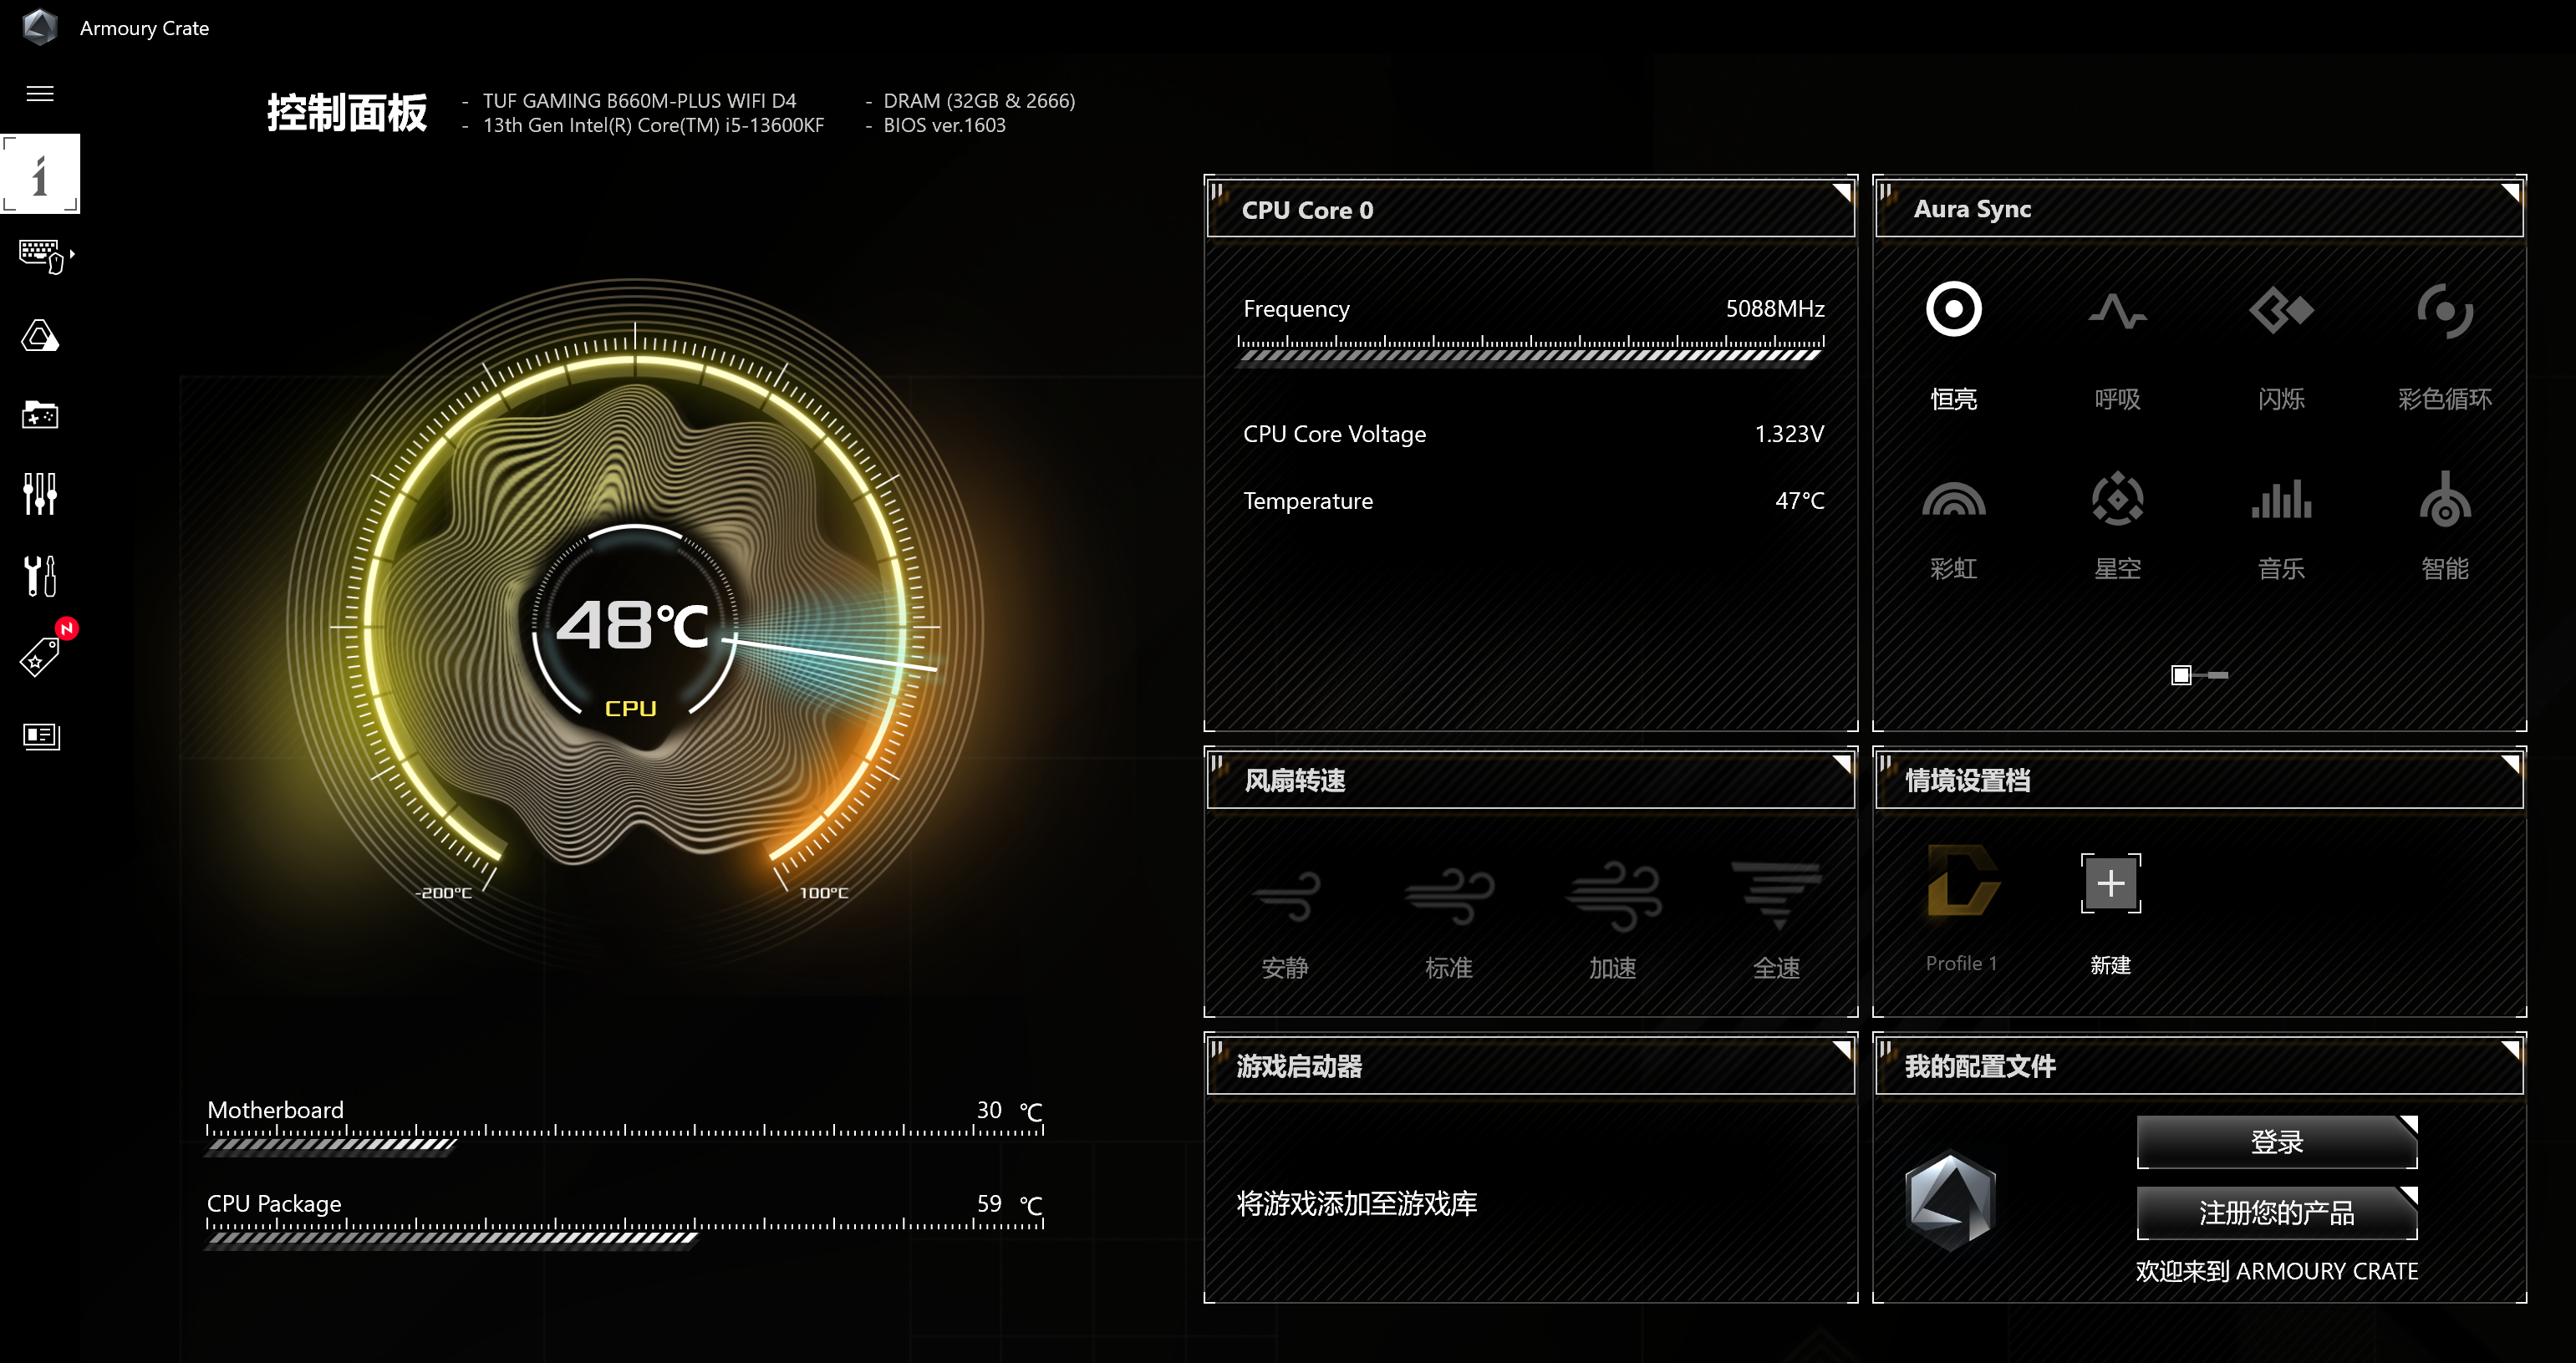 Armoury Crate
控制面板
- TUF GAMING B660M-PLUS WIFI D4
- 13th Gen Intel(R) Core(TM) i5-13600KF
- DRAM (32GB & 2666)
- BIOS ver.1603
48°C
CPU
-200°C
100°C
Motherboard 30 °C
CPU Package 59 °C
CPU Core 0
Frequency 5088MHz
CPU Core Voltage 1.323V
Temperature 47°C
Aura Sync
恒亮 呼吸 闪烁 彩色循环
彩虹 星空 音乐 智能
风扇转速
安静 标准 加速 全速
情境设置档
Profile 1 新建
游戏启动器
将游戏添加至游戏库
我的配置文件
登录
注册您的产品
欢迎来到 ARMOURY CRATE
N